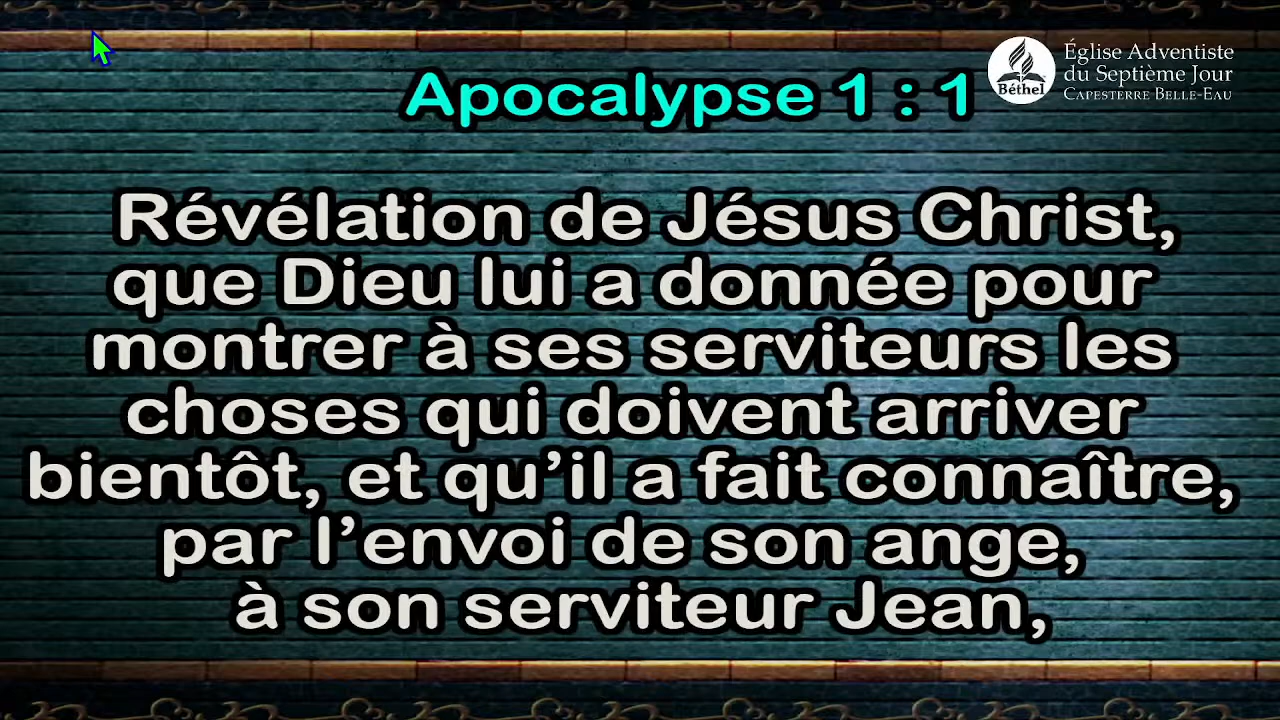 Apocalypse 1 : 1
Béthel
Église Adventiste
du Septième Jour
Capesterre Belle-Eau
Révélation de Jésus Christ,
que Dieu lui a donnée pour
montrer à ses serviteurs les
choses qui doivent arriver
bientôt, et qu’il a fait connaître,
par l’envoi de son ange,
à son serviteur Jean,